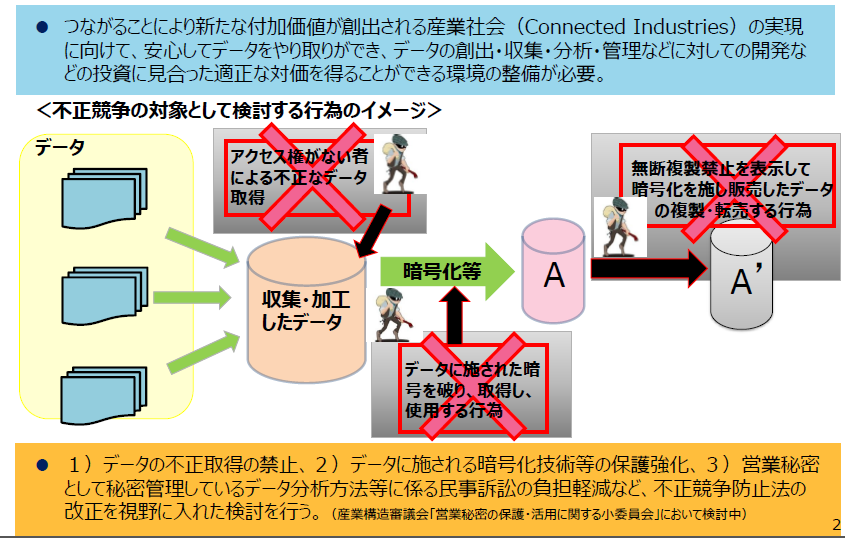 ● つながることにより新たな付加価値が創出される産業社会（Connected Industries）の実現
に向けて、安心してデータをやり取りができ、データの創出・収集・分析・管理などに対しての開発な
どの投資に見合った適正な対価を得ることができる環境の整備が必要。
＜不正競争の対象として検討する行為のイメージ＞
データ
アクセス権がない者
による不正なデータ
取得
無断複製禁止を表示して
暗号化を施し販売したデータ
の複製・転売する行為
収集・加工
したデータ
暗号化等
A
A’
データに施された暗
号を破り、取得し、
使用する行為
● １）データの不正取得の禁止、２）データに施される暗号化技術等の保護強化、３）営業秘密
として秘密管理しているデータ分析方法等に係る民事訴訟の負担軽減など、不正競争防止法の
改正を視野に入れた検討を行う。（産業構造審議会「営業秘密の保護・活用に関する小委員会」において検討中）
2